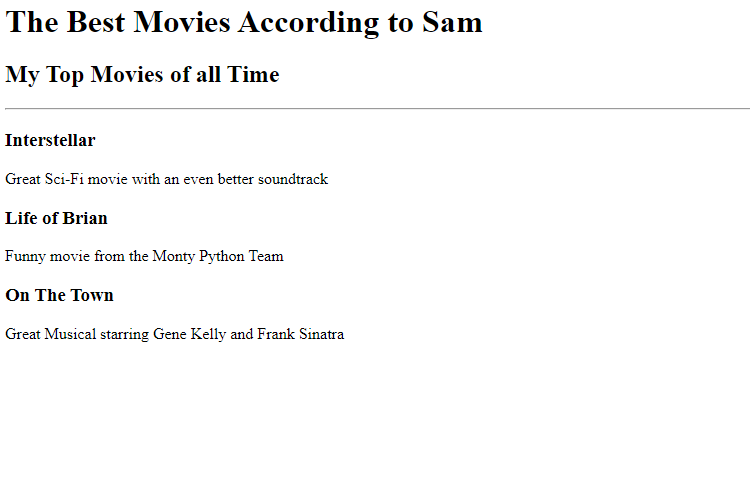 The Best Movies According to Sam
My Top Movies of all Time
Interstellar
Great Sci-Fi movie with an even better soundtrack
Life of Brian
Funny movie from the Monty Python Team
On The Town
Great Musical starring Gene Kelly and Frank Sinatra